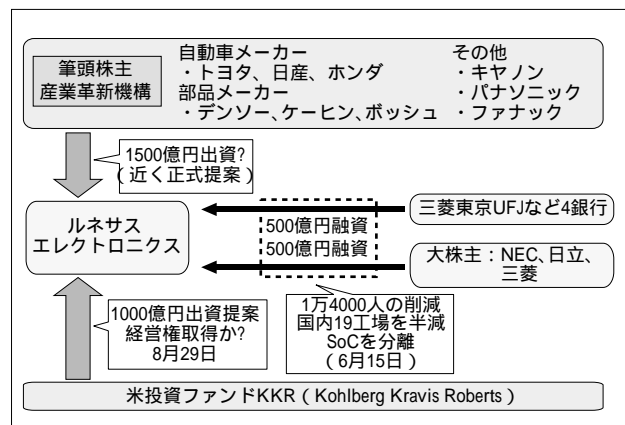 筆頭株主
産業革新機構
自動車メーカー
・トヨタ、日産、ホンダ
部品メーカー
・デンソー、ケーヒン、ボッシュ
その他
・キヤノン
・パナソニック
・ファナック
1500億円出資?
(近く正式提案)
ルネサス
エレクトロニクス
500億円融資
500億円融資
三菱東京UFJなど4銀行
大株主:NEC、日立、
三菱
1000億円出資提案
経営権取得か?
8月29日
1万4000人の削減
国内19工場を半減
SoCを分離
(6月15日)
米投資ファンドKKR(Kohlberg Kravis Roberts)